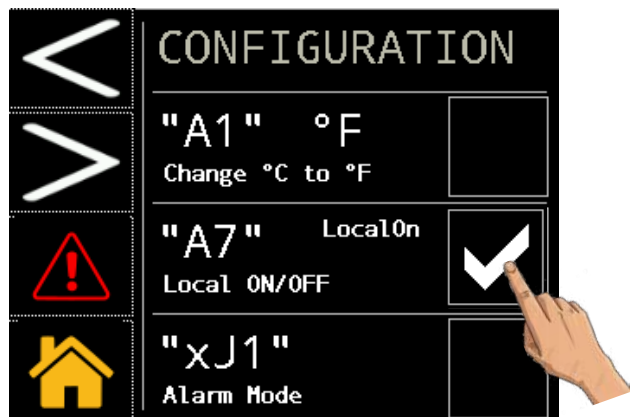 CONFIGURATION
"A1" °F
Change °C to °F
"A7" LocalOn
Local ON/OFF
"xJ1"
Alarm Mode